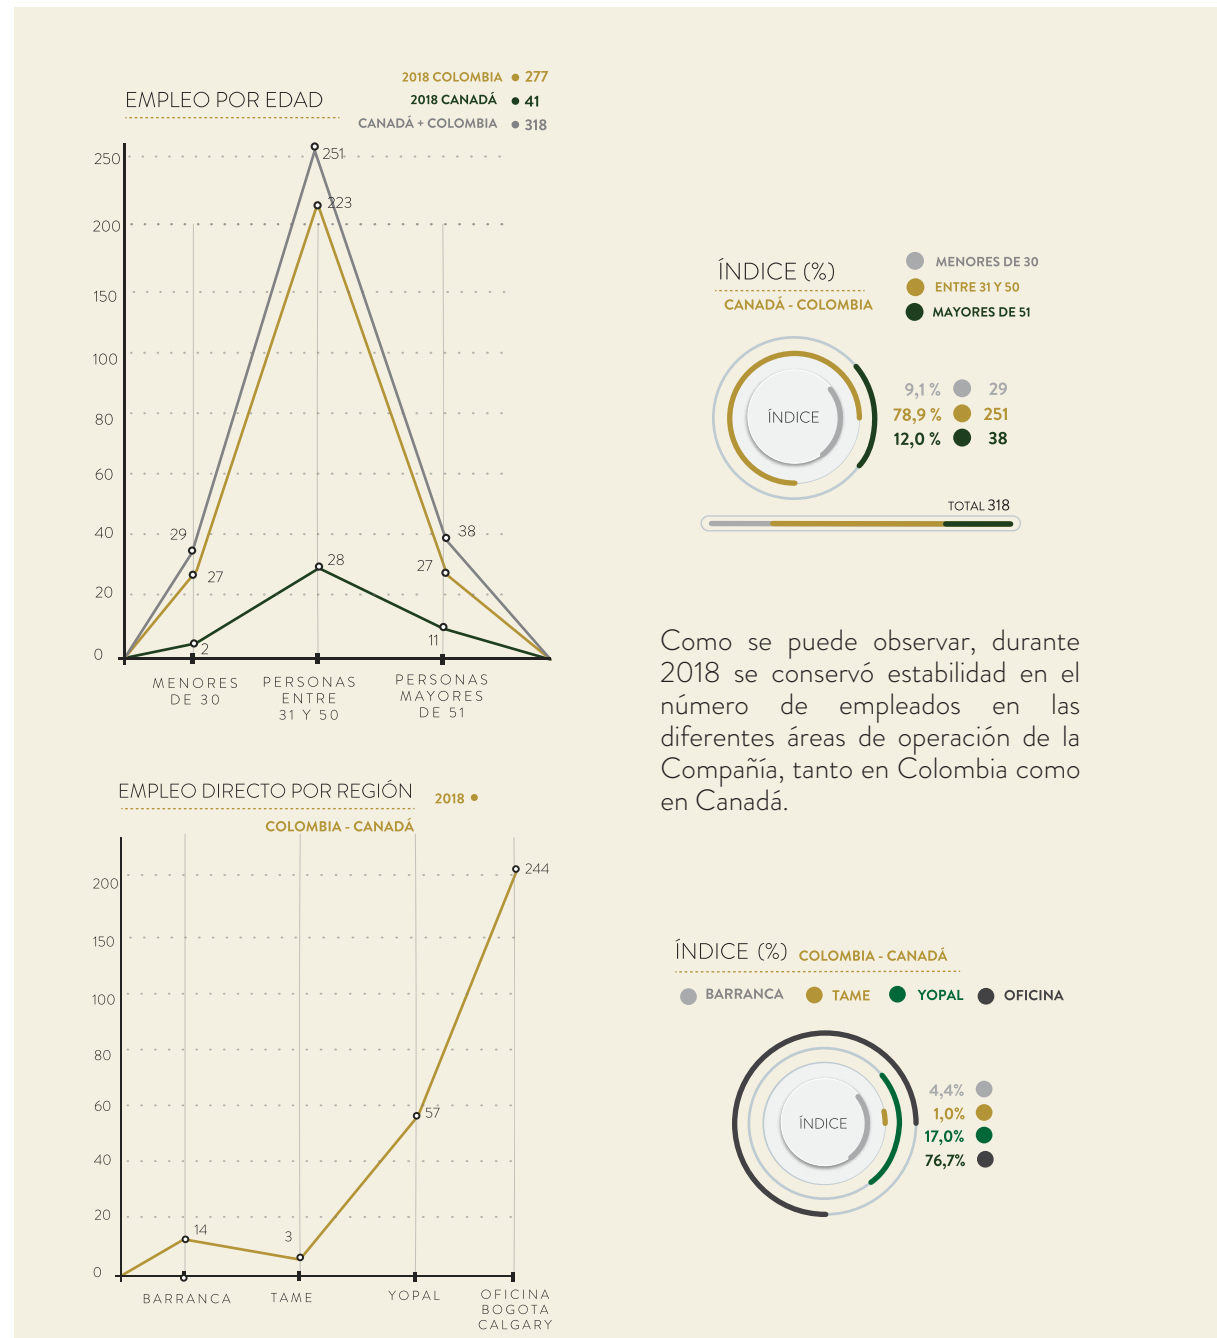 2018 COLOMBIA 277
EMPLEO POR EDAD
2018 CANADÁ 41
CANADÁ + COLOMBIA 318
250
200
150
100
80
60
40
20
0
251
223
29
27
2
28
38
27
11
MENORES
DE 30
PERSONAS
ENTRE
31 Y 50
PERSONAS
MAYORES
DE 51
ÍNDICE (%)
CANADÁ - COLOMBIA
MENORES DE 30
ENTRE 31 Y 50
MAYORES DE 51
ÍNDICE
9,1 % 29
78,9 % 251
12,0 % 38
TOTAL 318
Como se puede observar, durante
2018 se conservó estabilidad en el
número de empleados en las
diferentes áreas de operación de la
Compañía, tanto en Colombia como
en Canadá.
EMPLEO DIRECTO POR REGIÓN 2018
COLOMBIA - CANADÁ
200
150
100
80
60
40
20
0
14
3
57
244
BARRANCA
TAME
YOPAL
OFICINA
BOGOTA
CALGARY
ÍNDICE (%) COLOMBIA - CANADÁ
BARRANCA TAME YOPAL OFICINA
ÍNDICE
4,4%
1,0%
17,0%
76,7%